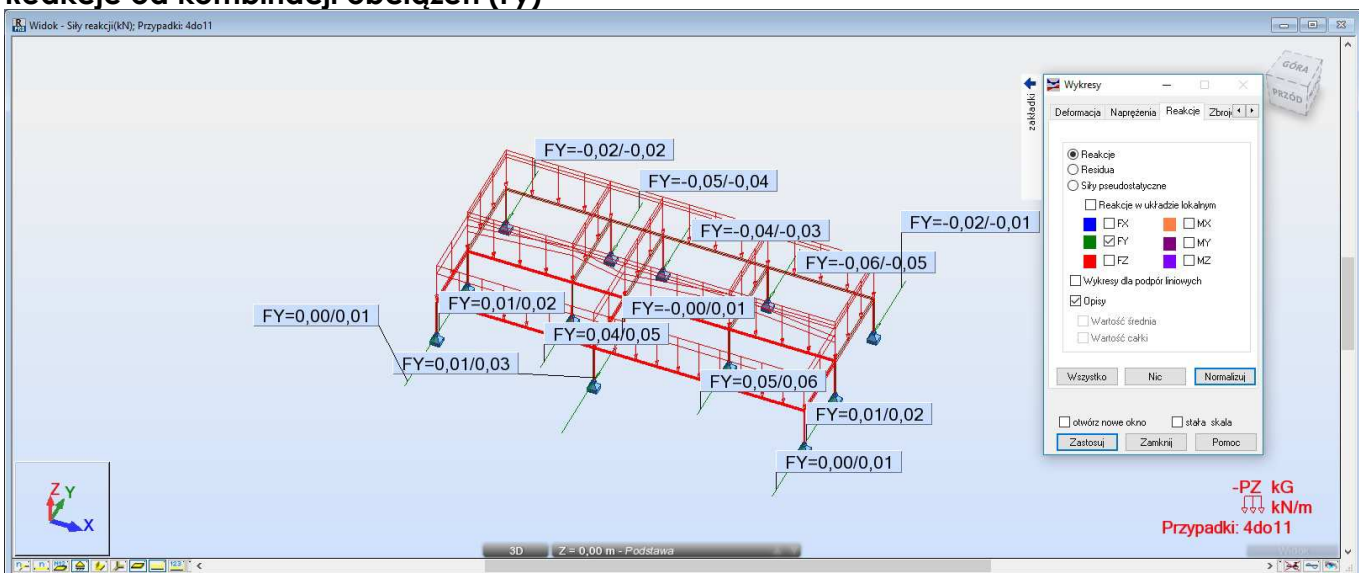 Reakcje od kombinacji obciążeń (Fy)
Widok - Siły reakcji(kN); Przypadki: 4do11
GÓRA
PRZÓD
zakładki
Wykresy
Deformacja Naprężenia Reakcje Zbroj
Reakcje
Residua
Siły pseudostatyczne
Reakcje w układzie lokalnym
FX MX
FY MY
FZ MZ
Wykresy dla podpór liniowych
Opisy
Wartość średnia
Wartość całki
Wszystko Nic Normalizuj
otwórz nowe okno stała skala
Zastosuj Zamknij Pomoc
FY=-0,02/-0,02
FY=-0,05/-0,04
FY=-0,02/-0,01
FY=-0,04/-0,03
FY=-0,06/-0,05
FY=0,01/0,02
FY=-0,00/0,01
FY=0,00/0,01
FY=0,04/0,05
FY=0,01/0,03
FY=0,05/0,06
FY=0,01/0,02
FY=0,00/0,01
Z Y
X
-PZ kG
kN/m
Przypadki: 4do11
3D Z = 0,00 m - Podstawa
Widok